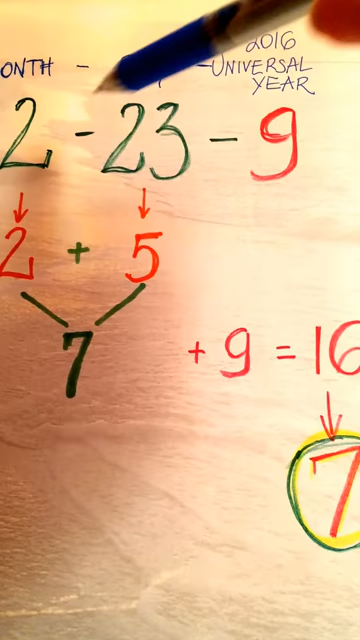 2016
ONTH - - UNIVERSAL
YEAR
2 - 23 - 9
2 + 5
7 + 9 = 16
7